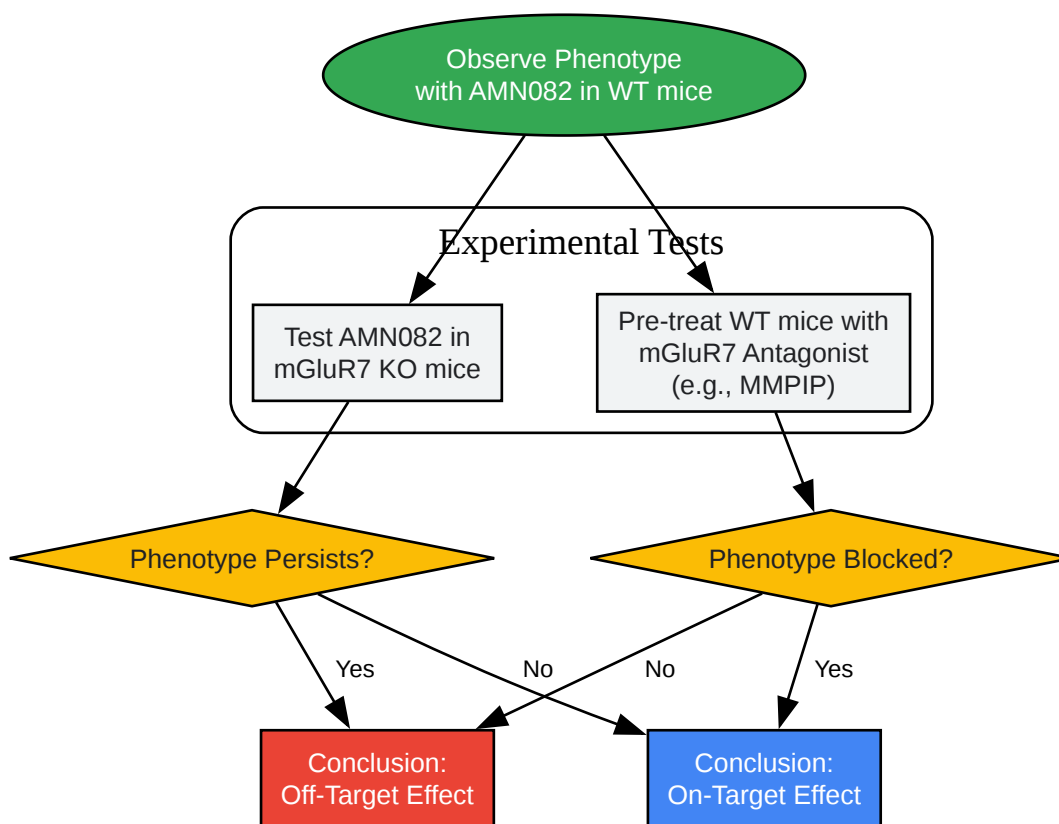 Observe Phenotype
with AMN082 in WT mice
Experimental Tests
Test AMN082 in
mGluR7 KO mice
Pre-treat WT mice with
mGluR7 Antagonist
(e.g., MMPIP)
Phenotype Persists?
Phenotype Blocked?
Yes
No
No
Yes
Conclusion:
Off-Target Effect
Conclusion:
On-Target Effect